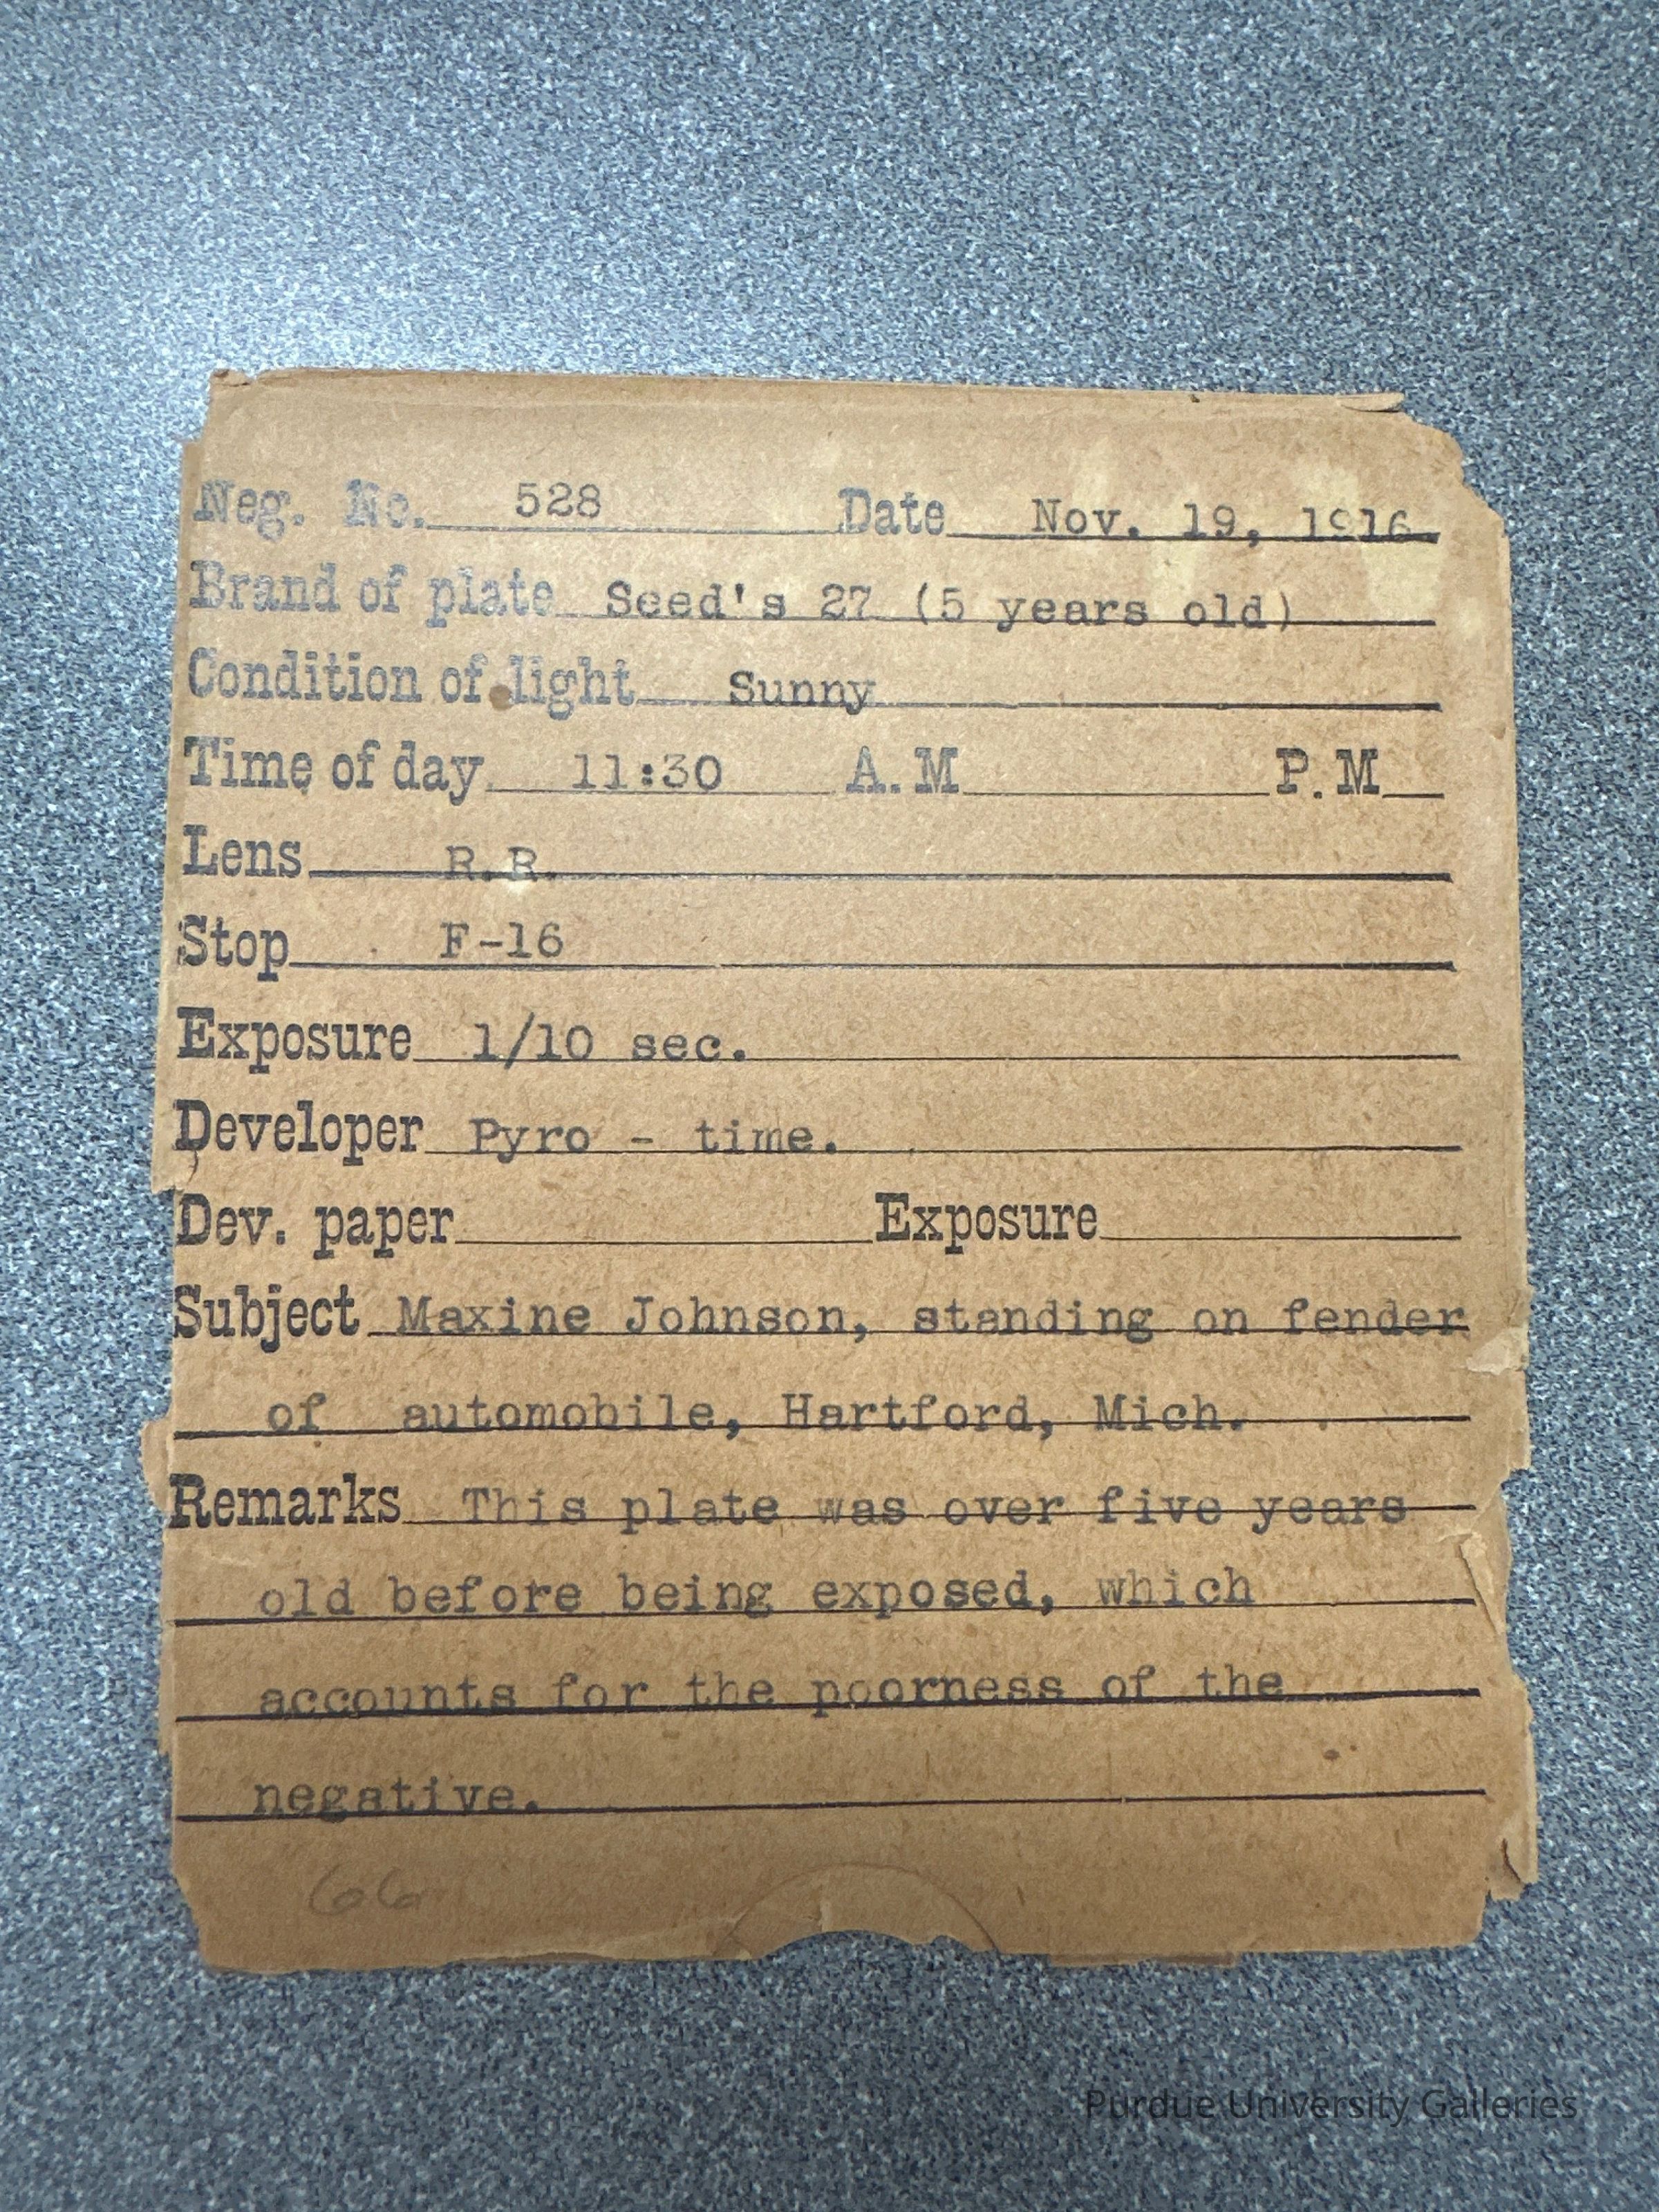 Neg. No. 528 Date Nov. 19, 1916
Brand of plate Seed's 27 (5 years old)
Condition of light Sunny
Time of day 11:30 A.M P.M
Lens R.R.
Stop F-16
Exposure 1/10 sec.
Developer Pyro - time.
Dev. paper Exposure
Subject Maxine Johnson, standing on fender
of automobile, Hartford, Mich.
Remarks This plate was over five years
old before being exposed, which
accounts for the poorness of the
negative.
66
Purdue University Galleries